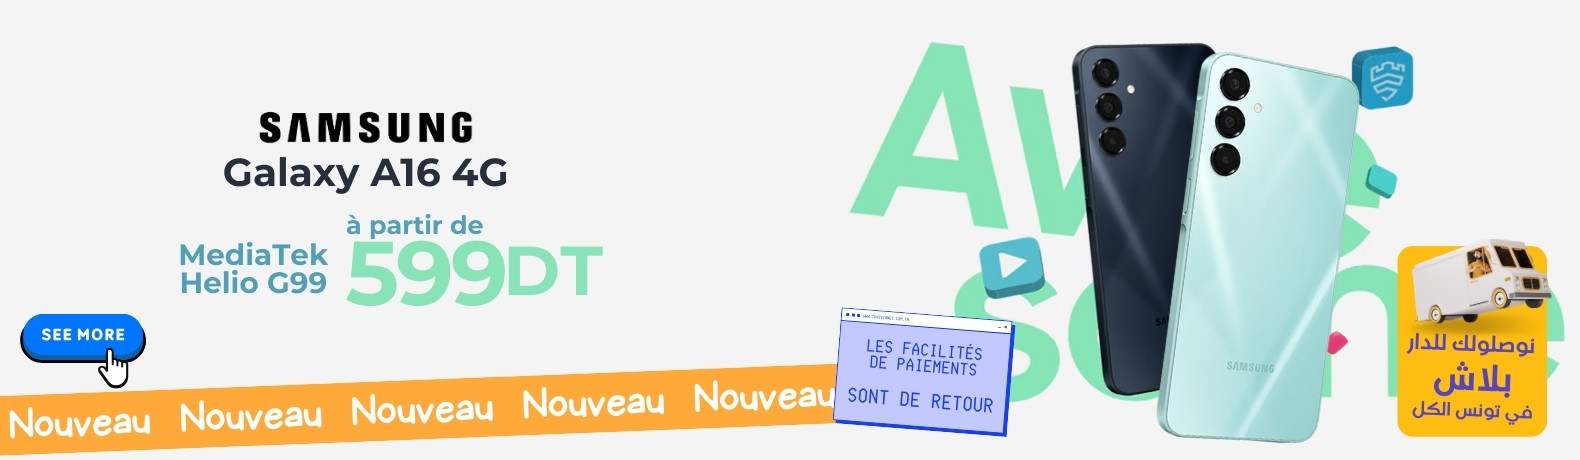 SAMSUNG
Galaxy A16 4G
à partir de
MediaTek
Helio G99
599DT
SEE MORE
Nouveau Nouveau Nouveau Nouveau Nouveau
LES FACILITÉS
DE PAIEMENTS
SONT DE RETOUR
Awe
some
SAMSUNG
نوصلولك للدار
بلاش
في تونس الكل